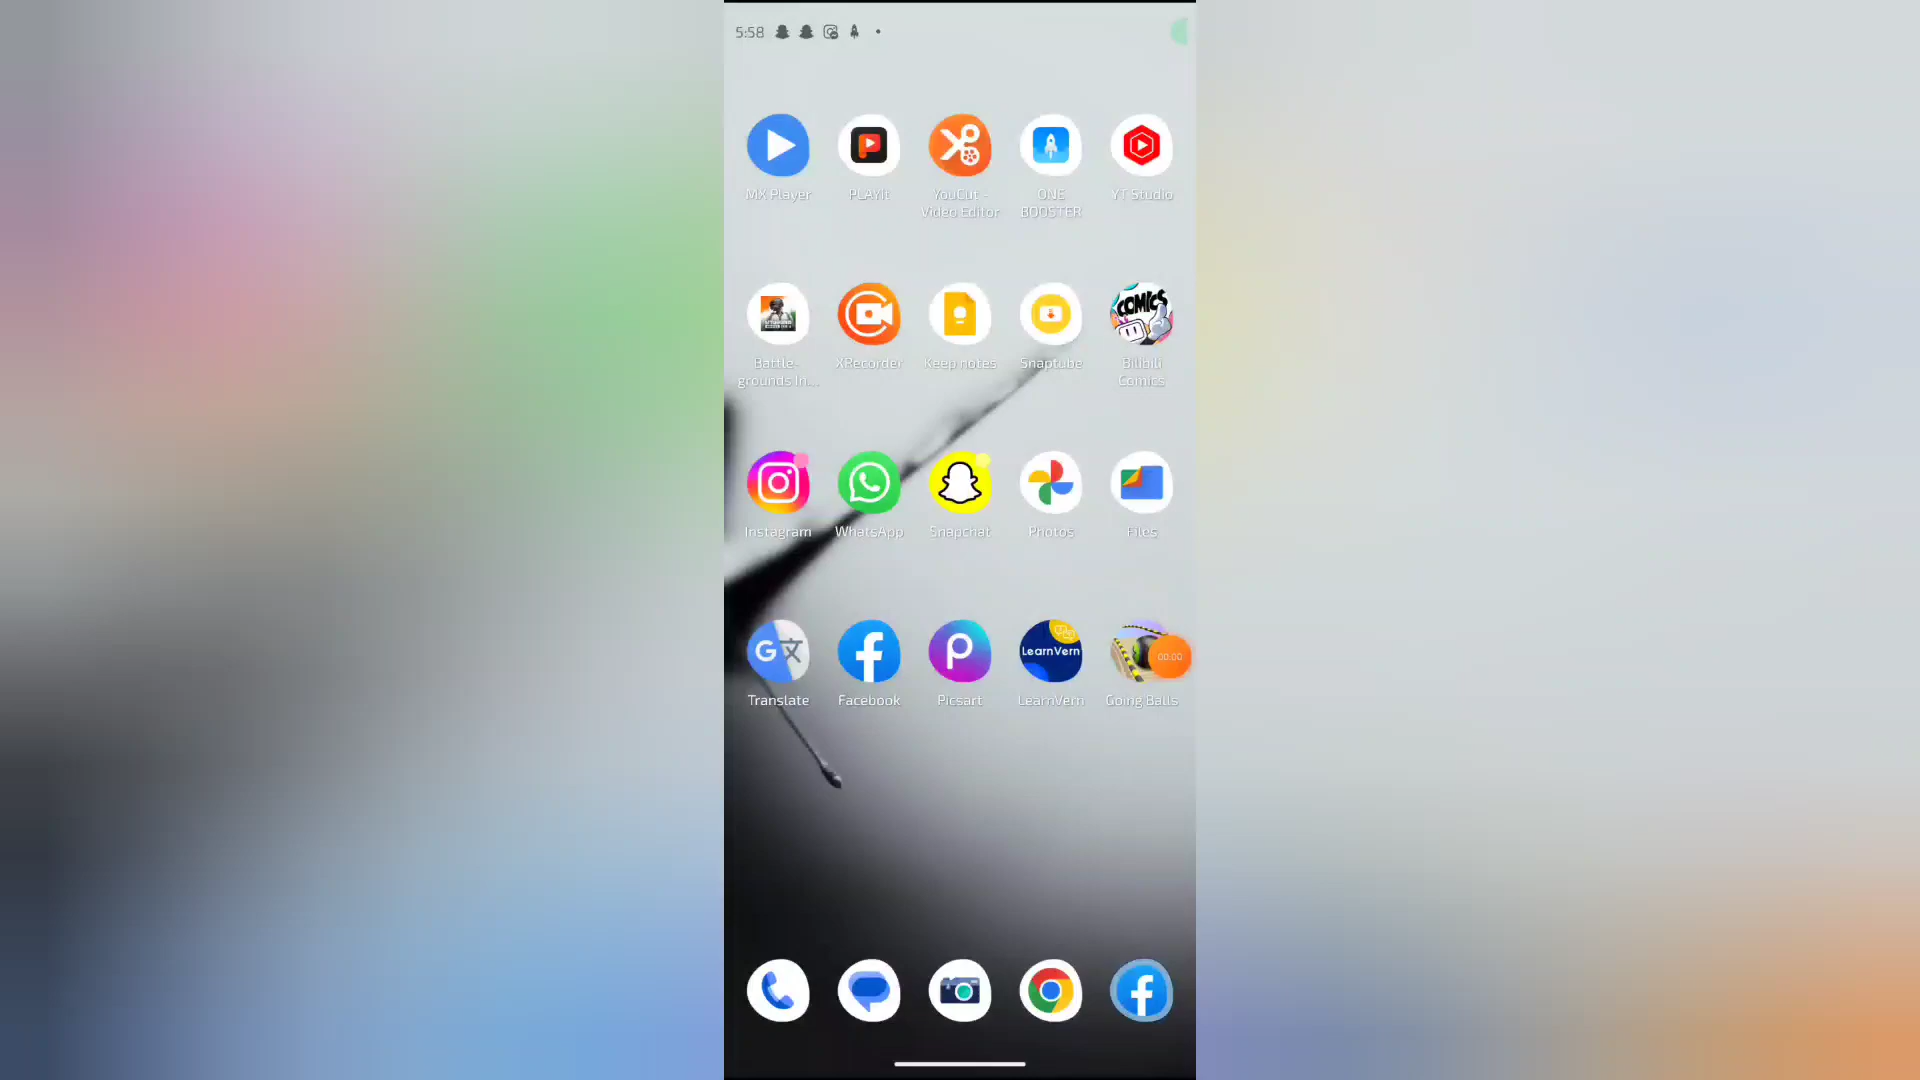 5:58
MX Player
PLAYit
YouCut -
Video Editor
ONE
BOOSTER
YT Studio
Battle-
grounds In...
XRecorder
Keep notes
Snaptube
COMICS
Bilibili
Comics
Instagram
WhatsApp
Snapchat
Photos
Files
G
Translate
Facebook
Picsart
LearnVern
LearnVern
00:00
Going Balls